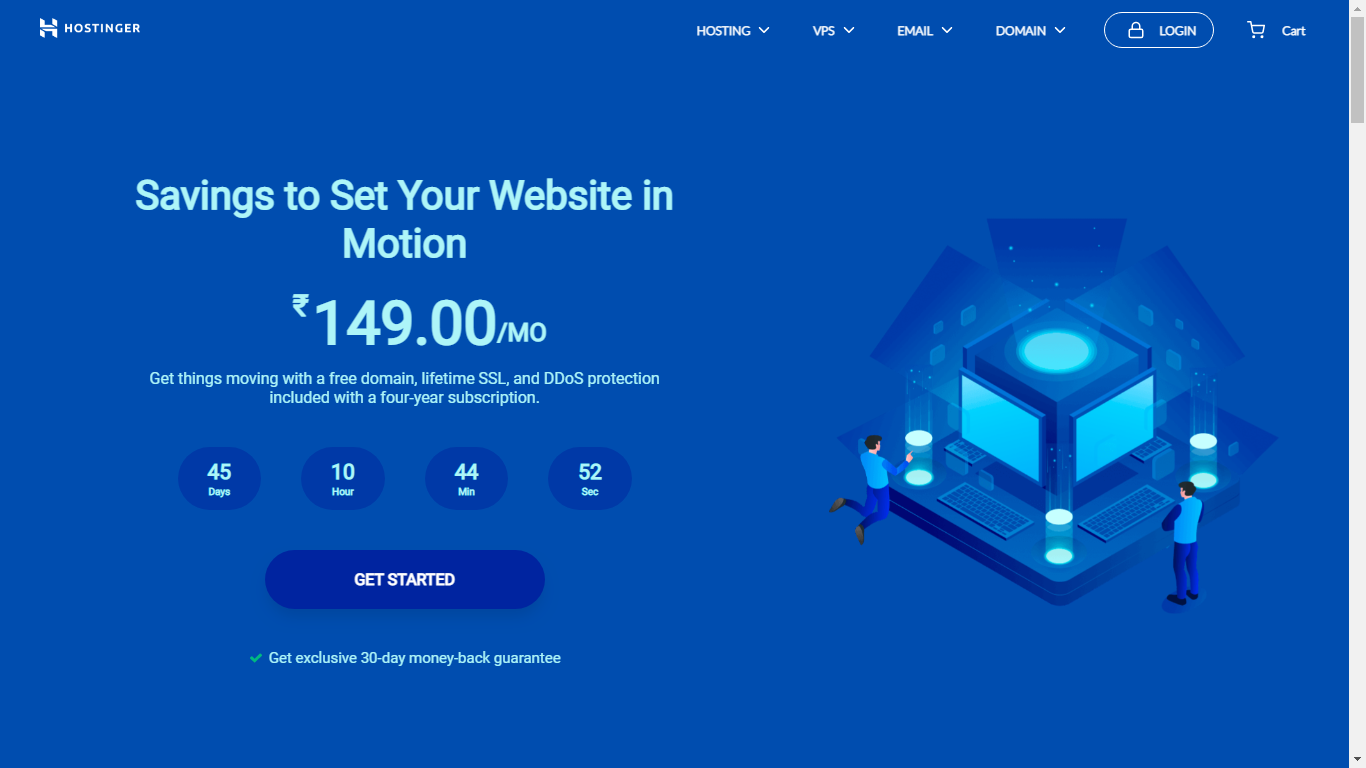 HOSTINGER
HOSTING
VPS
EMAIL
DOMAIN
LOGIN
Cart
Savings to Set Your Website in
Motion
₹149.00/MO
Get things moving with a free domain, lifetime SSL, and DDoS protection
included with a four-year subscription.
45
Days
10
Hour
44
Min
52
Sec
GET STARTED
Get exclusive 30-day money-back guarantee